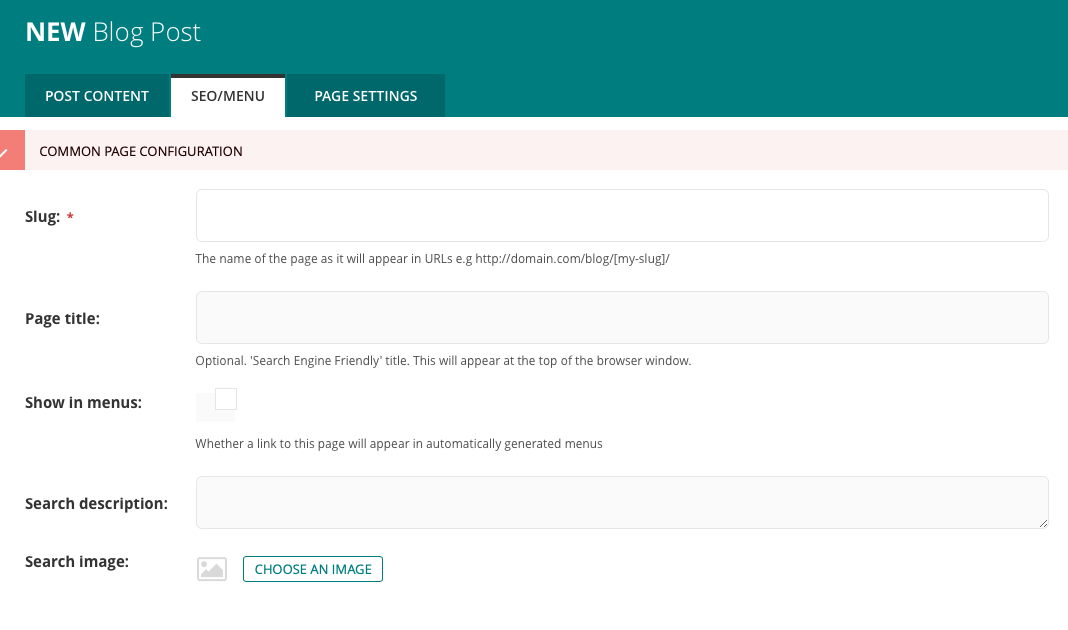 NEW Blog Post
POST CONTENT SEO/MENU PAGE SETTINGS
COMMON PAGE CONFIGURATION
Slug: *
The name of the page as it will appear in URLs e.g http://domain.com/blog/[my-slug]/
Page title:
Optional. 'Search Engine Friendly' title. This will appear at the top of the browser window.
Show in menus:
Whether a link to this page will appear in automatically generated menus
Search description:
Search image:
CHOOSE AN IMAGE